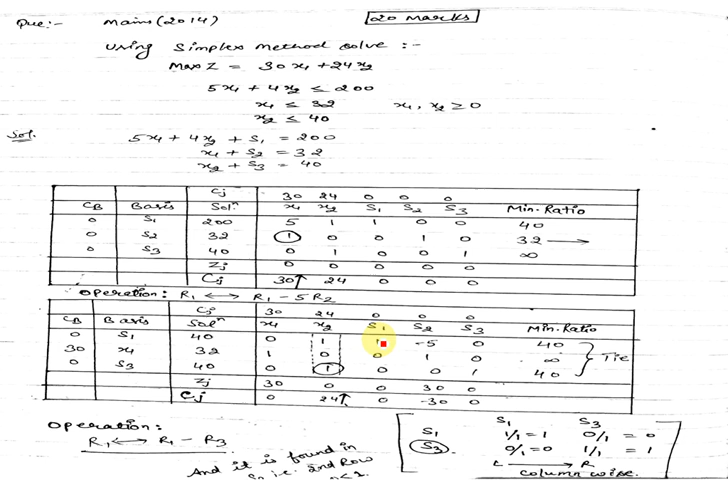 Que:- Mains (2014) 20 Marks
Using Simplex Method solve :-
Max Z = 30x1 + 24x2
5x1 + 4x2 ≤ 200
x1 ≤ 32 x1, x2 ≥ 0
x2 ≤ 40
Sol. 5x1 + 4x2 + S1 = 200
x1 + S2 = 32
x2 + S3 = 40
Cj 30 24 0 0 0
CB Basis Solⁿ x1 x2 S1 S2 S3 Min. Ratio
0 S1 200 5 1 1 0 0 40
0 S2 32 1 0 0 1 0 32 →
0 S3 40 0 1 0 0 1 ∞
Zj 0 0 0 0 0
Cj 30↑ 24 0 0 0
Operation: R1 ↔ R1 - 5R2
Cj 30 24 0 0 0
CB Basis Solⁿ x1 x2 S1 S2 S3 Min. Ratio
0 S1 40 0 1 1 -5 0 40
30 x1 32 1 0 0 1 0 ∞ } Tie
0 S3 40 0 1 0 0 1 40
Zj 30 0 0 30 0
Cj 0 24↑ 0 -30 0
Operation:
R1 ↔ R1 - R3
S1 S3
S1 1/1 = 1 0/1 = 0
S3 0/1 = 0 1/1 = 1
L → R
column wise.
And it is found in
S3 i.e. 2nd Row